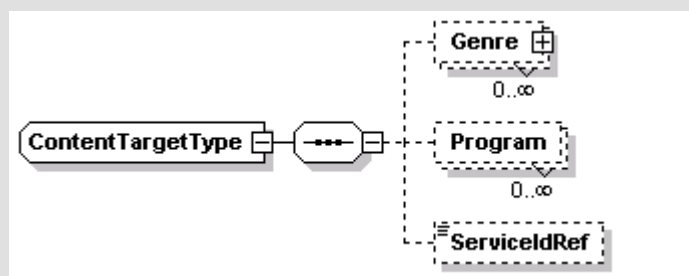 Genre
0..∞
ContentTargetType
Program
0..∞
ServiceIdRef